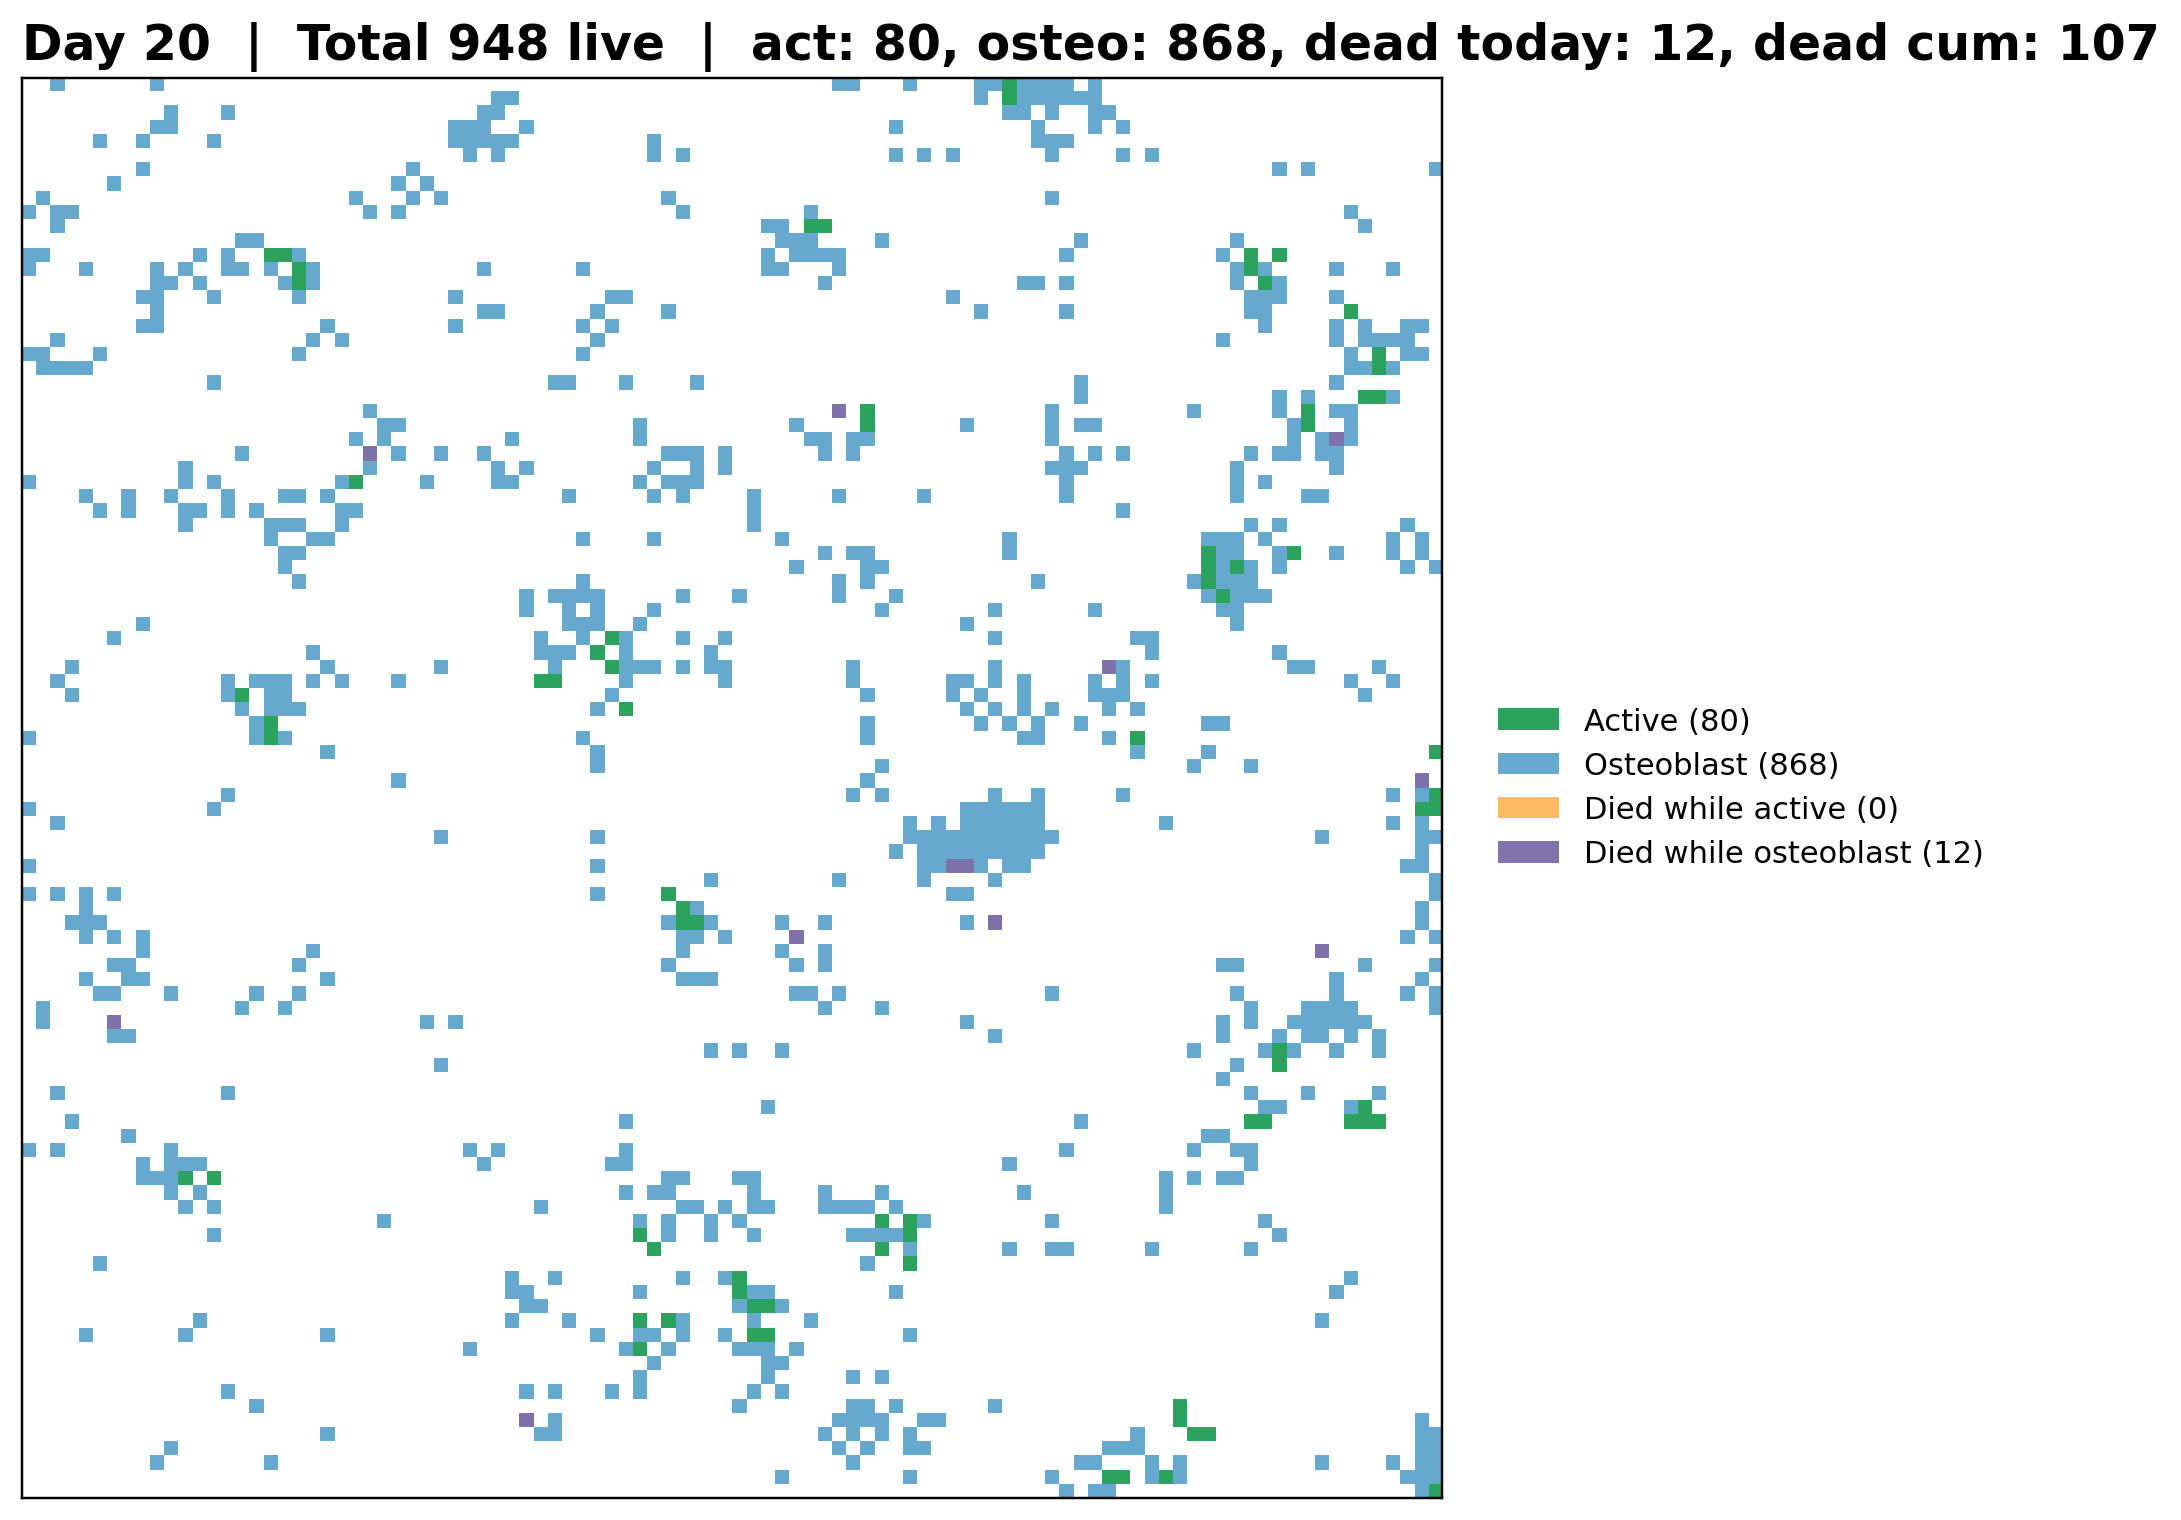 Day 20 | Total 948 live | act: 80, osteo: 868, dead today: 12, dead cum: 107
Active (80)
Osteoblast (868)
Died while active (0)
Died while osteoblast (12)